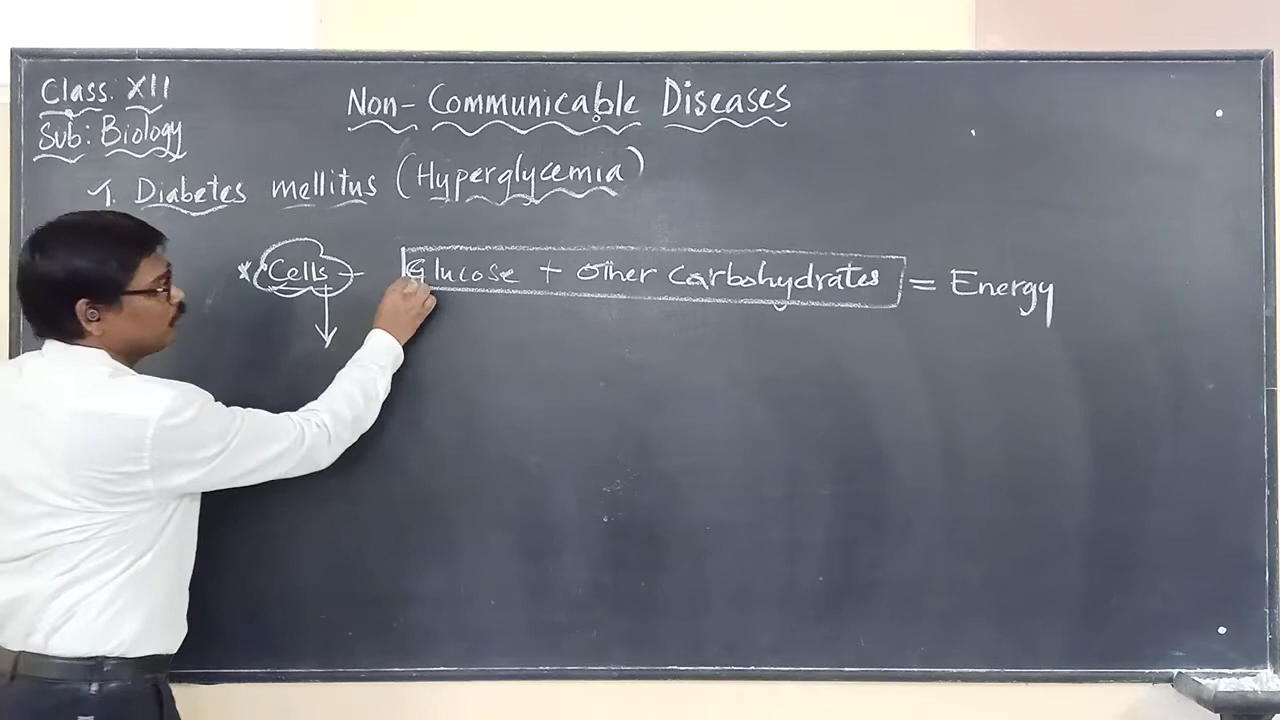 Class: XII
Non-Communicable Diseases
Sub: Biology
1. Diabetes mellitus (Hyperglycemia)
* Cells - Glucose + Other Carbohydrates = Energy